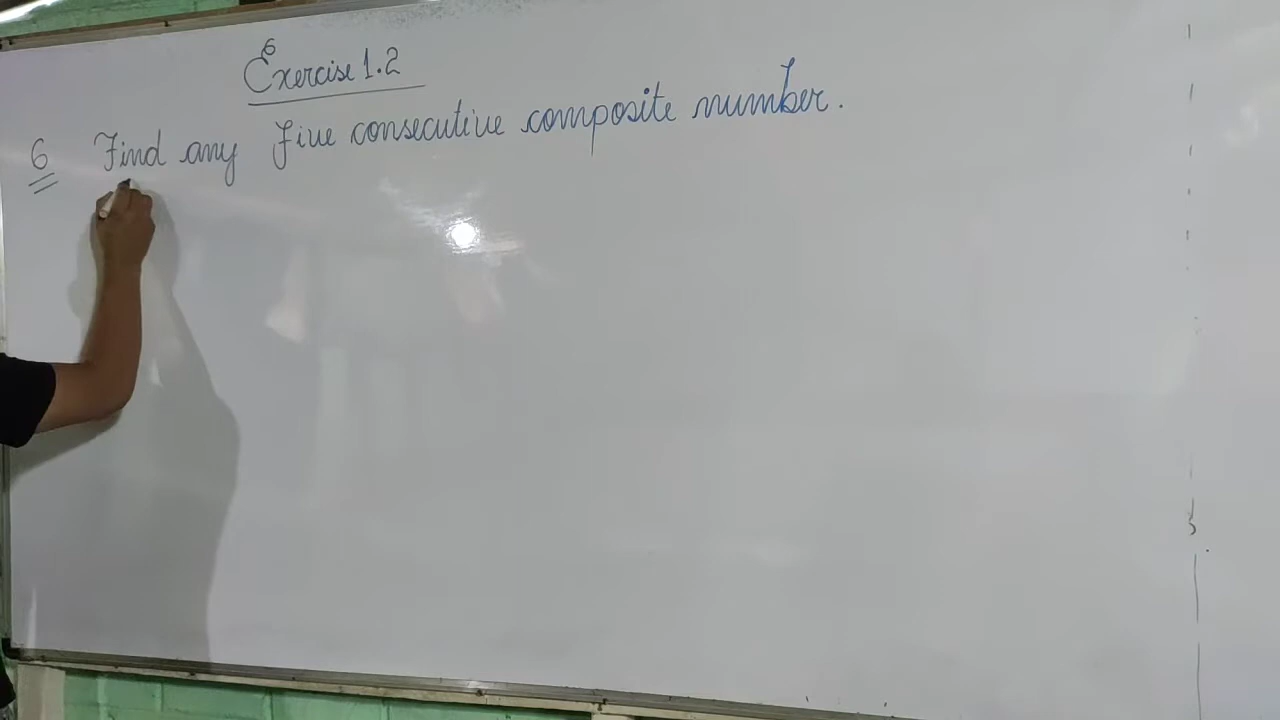 Exercise 1.2
6 Find any five consecutive composite number.